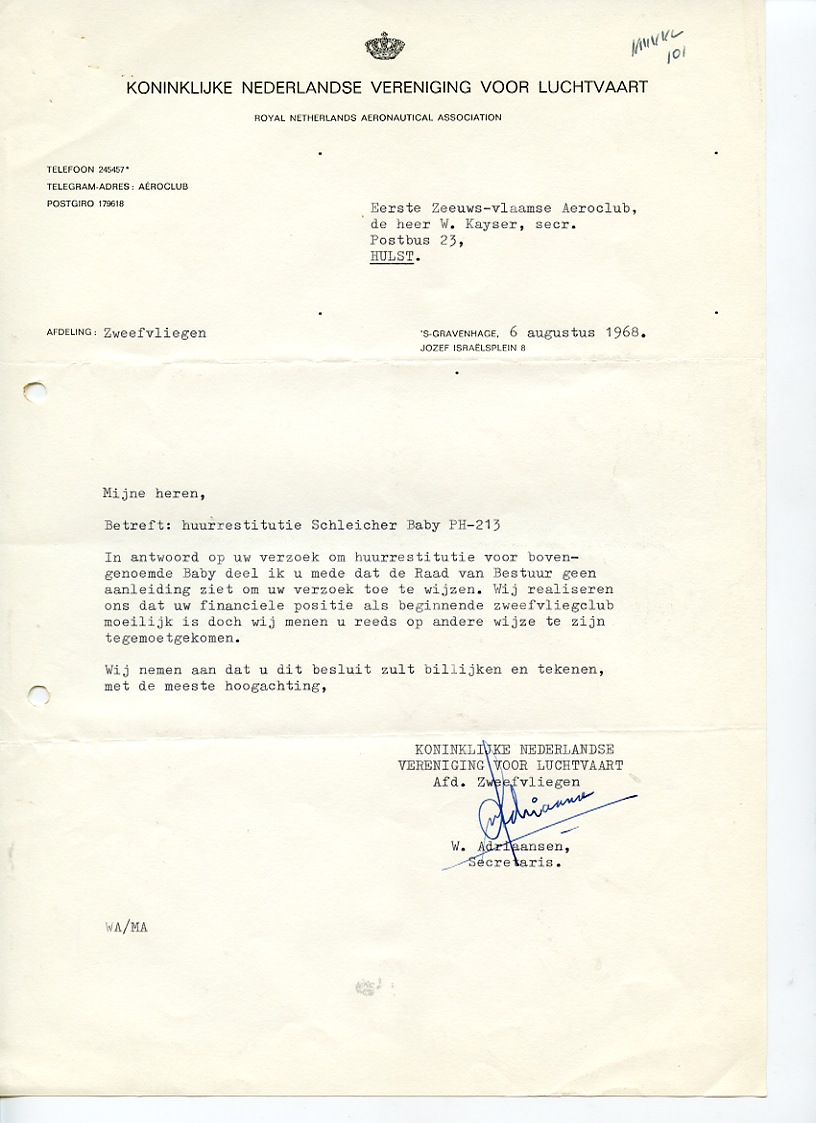 101
KONINKLIJKE NEDERLANDSE VERENIGING VOOR LUCHTVAART
ROYAL NETHERLANDS AERONAUTICAL ASSOCIATION
TELEFOON 245457*
TELEGRAM-ADRES: AÉROCLUB
POSTGIRO 179618
Eerste Zeeuws-vlaamse Aeroclub,
de heer W. Kayser, secr.
Postbus 23,
HULST.
AFDELING: Zweefvliegen
'S-GRAVENHAGE, 6 augustus 1968.
JOZEF ISRAËLSPLEIN 8
Mijne heren,
Betreft: huurrestitutie Schleicher Baby PH-213
In antwoord op uw verzoek om huurrestitutie voor boven-
genoemde Baby deel ik u mede dat de Raad van Bestuur geen
aanleiding ziet om uw verzoek toe te wijzen. Wij realiseren
ons dat uw financiele positie als beginnende zweefvliegclub
moeilijk is doch wij menen u reeds op andere wijze te zijn
tegemoetgekomen.
Wij nemen aan dat u dit besluit zult billijken en tekenen,
met de meeste hoogachting,
KONINKLIJKE NEDERLANDSE
VERENIGING VOOR LUCHTVAART
Afd. Zweefvliegen
W. Adriaansen,
Secretaris.
WA/MA